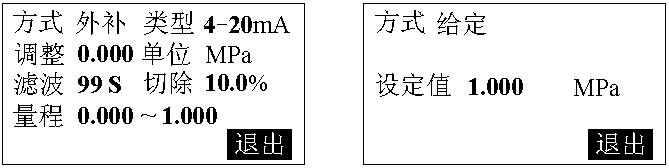 方式 外补 类型 4-20mA
调整 0.000 单位 MPa
滤波 99 S 切除 10.0%
量程 0.000 ~ 1.000
退出
方式 给定
设定值 1.000 MPa
退出